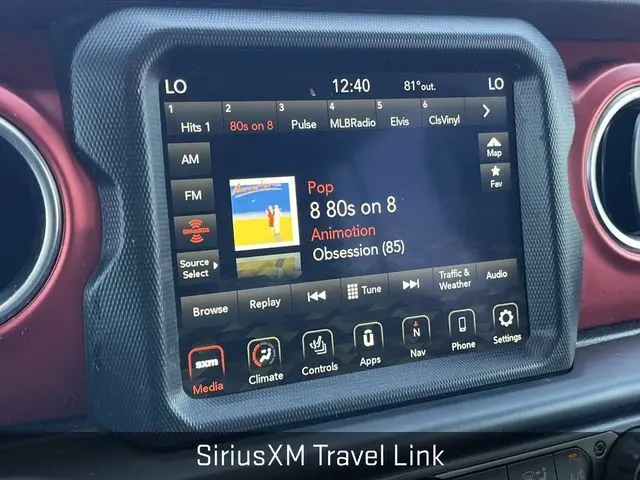 LO 12:40 81°out. LO
1 2 3 4 5 6
Hits 1 80s on 8 Pulse MLBRadio Elvis ClsVinyl
AM
Map
FM
Fav
Pop
8 80s on 8
SiriusXM
Animotion
Obsession (85)
Source
Select
Browse Replay Tune Traffic &
Weather Audio
sxm
Media Climate Controls Apps N
Nav Phone Settings
SiriusXM Travel Link